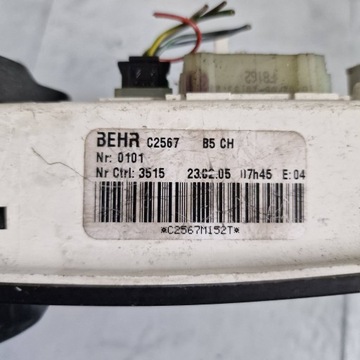 BEHR C2567 B5 CH
Nr: 0101
Nr Ctrl: 3515 23.02.05 07h45 E:04
*C2567M152T*